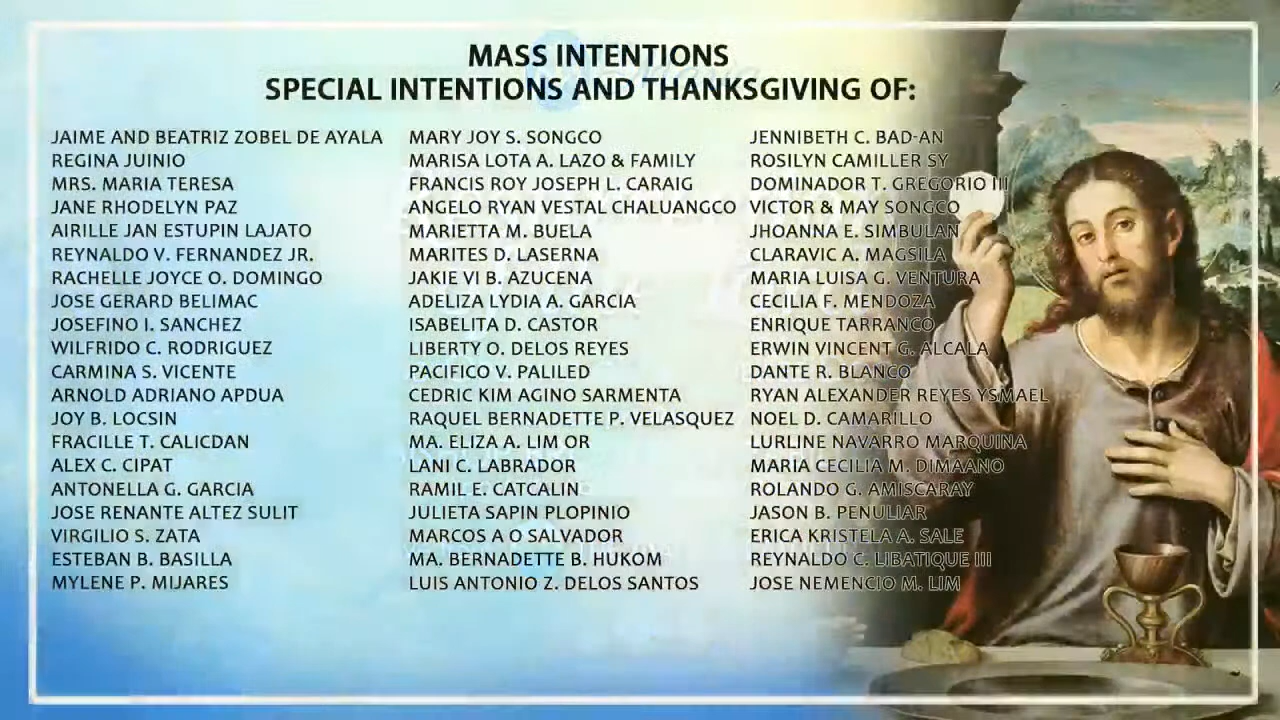 MASS INTENTIONS
SPECIAL INTENTIONS AND THANKSGIVING OF:
JAIME AND BEATRIZ ZOBEL DE AYALA
REGINA JUINIO
MRS. MARIA TERESA
JANE RHODELYN PAZ
AIRILLE JAN ESTUPIN LAJATO
REYNALDO V. FERNANDEZ JR.
RACHELLE JOYCE O. DOMINGO
JOSE GERARD BELIMAC
JOSEFINO I. SANCHEZ
WILFRIDO C. RODRIGUEZ
CARMINA S. VICENTE
ARNOLD ADRIANO APDUA
JOY B. LOCSIN
FRACILLE T. CALICDAN
ALEX C. CIPAT
ANTONELLA G. GARCIA
JOSE RENANTE ALTEZ SULIT
VIRGILIO S. ZATA
ESTEBAN B. BASILLA
MYLENE P. MIJARES
MARY JOY S. SONGCO
MARISA LOTA A. LAZO & FAMILY
FRANCIS ROY JOSEPH L. CARAIG
ANGELO RYAN VESTAL CHALUANGCO
MARIETTA M. BUELA
MARITES D. LASERNA
JAKIE VI B. AZUCENA
ADELIZA LYDIA A. GARCIA
ISABELITA D. CASTOR
LIBERTY O. DELOS REYES
PACIFICO V. PALILED
CEDRIC KIM AGINO SARMENTA
RAQUEL BERNADETTE P. VELASQUEZ
MA. ELIZA A. LIM OR
LANI C. LABRADOR
RAMIL E. CATCALIN
JULIETA SAPIN PLOPINIO
MARCOS A O SALVADOR
MA. BERNADETTE B. HUKOM
LUIS ANTONIO Z. DELOS SANTOS
JENNIBETH C. BAD-AN
ROSILYN CAMILLER SY
DOMINADOR T. GREGORIO III
VICTOR & MAY SONGCO
JHOANNA E. SIMBULAN
CLARAVIC A. MAGSILA
MARIA LUISA G. VENTURA
CECILIA F. MENDOZA
ENRIQUE TARRANCO
ERWIN VINCENT G. ALCALA
DANTE R. BLANCO
RYAN ALEXANDER REYES YSMAEL
NOEL D. CAMARILLO
LURLINE NAVARRO MARQUINA
MARIA CECILIA M. DIMAANO
ROLANDO G. AMISCARAY
JASON B. PENULIAR
ERICA KRISTELA A. SALE
REYNALDO C. LIBATIQUE III
JOSE NEMENCIO M. LIM